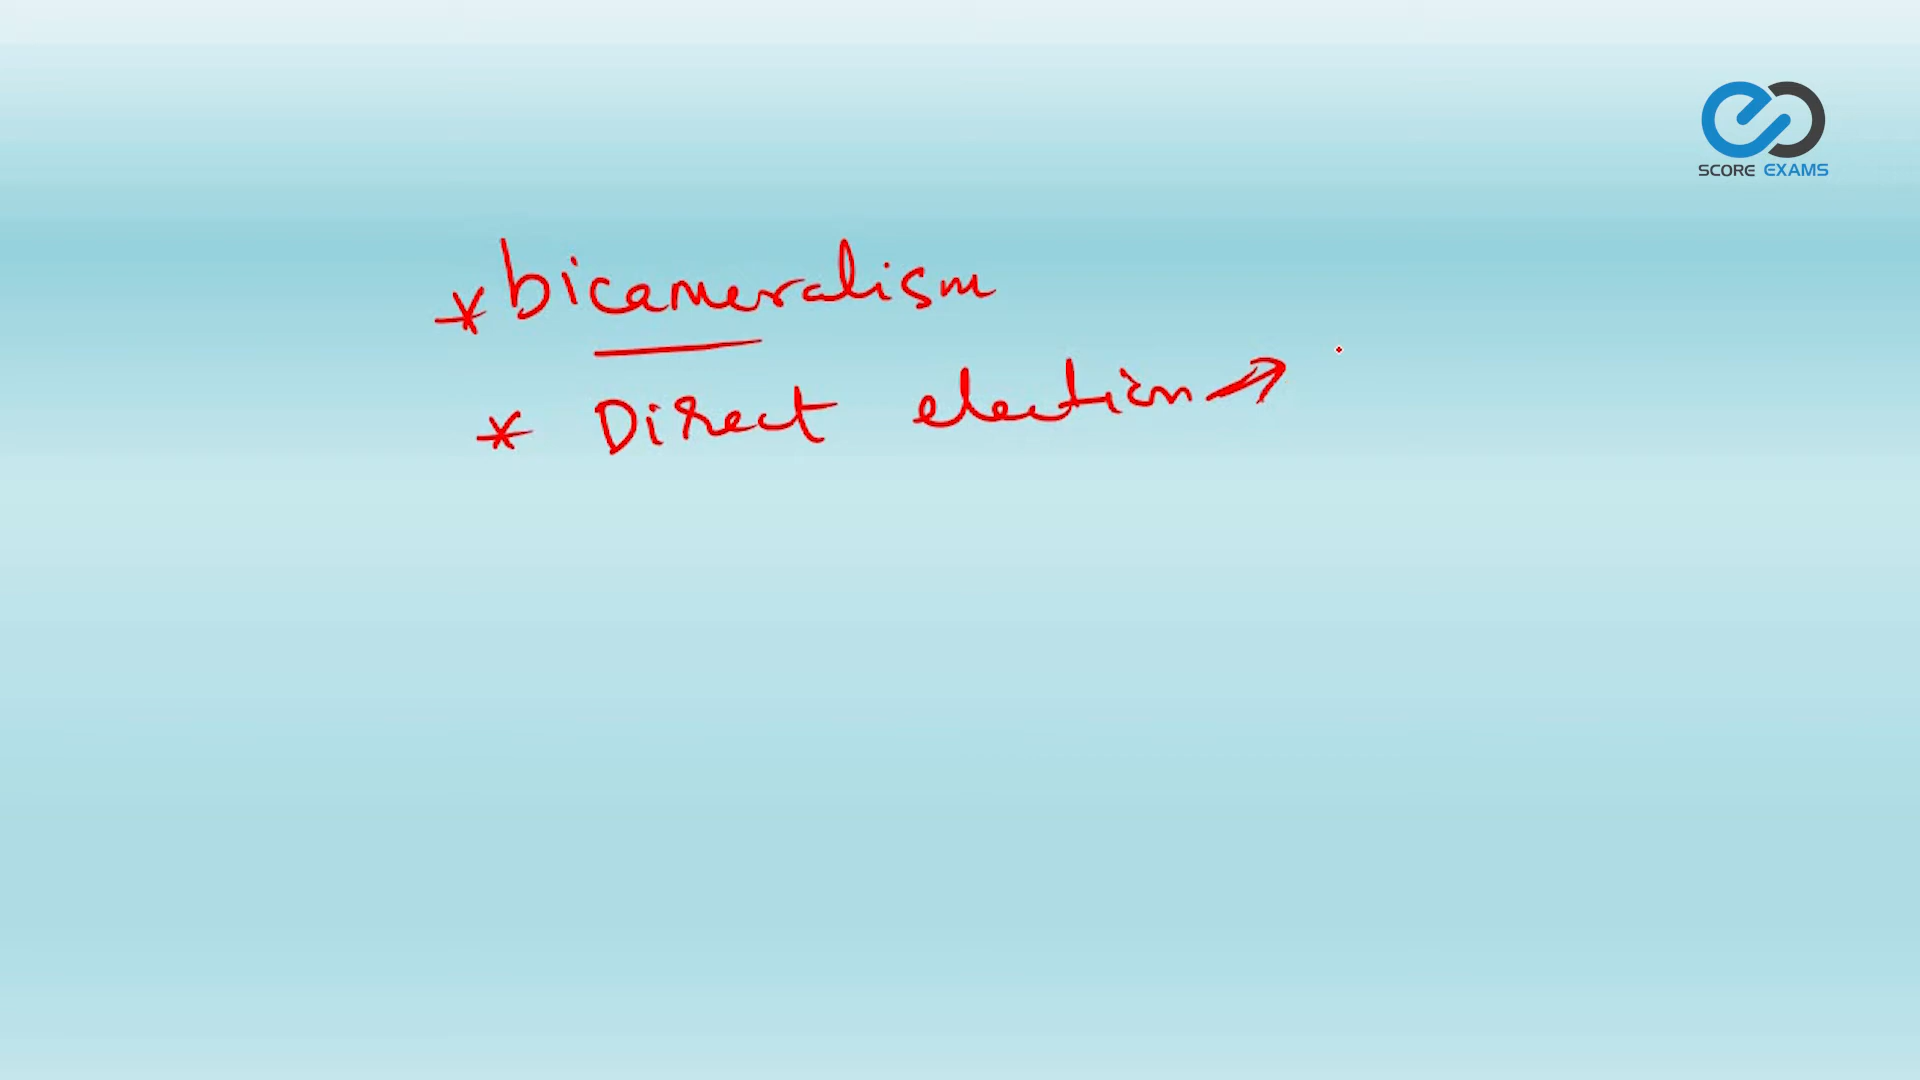 SCORE EXAMS
* bicameralism
* Direct election →